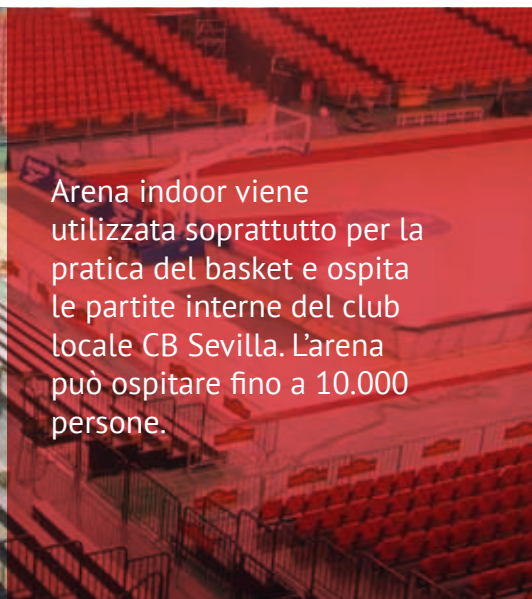 Arena indoor viene
utilizzata soprattutto per la
pratica del basket e ospita
le partite interne del club
locale CB Sevilla. L’arena
può ospitare fino a 10.000
persone.